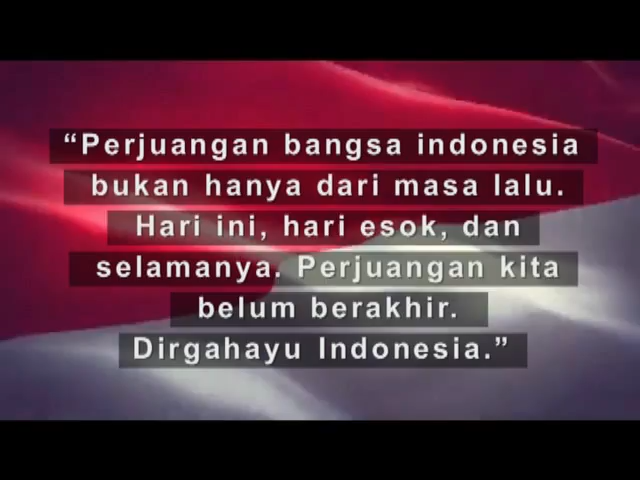 “Perjuangan bangsa indonesia
bukan hanya dari masa lalu.
Hari ini, hari esok, dan
selamanya. Perjuangan kita
belum berakhir.
Dirgahayu Indonesia.”